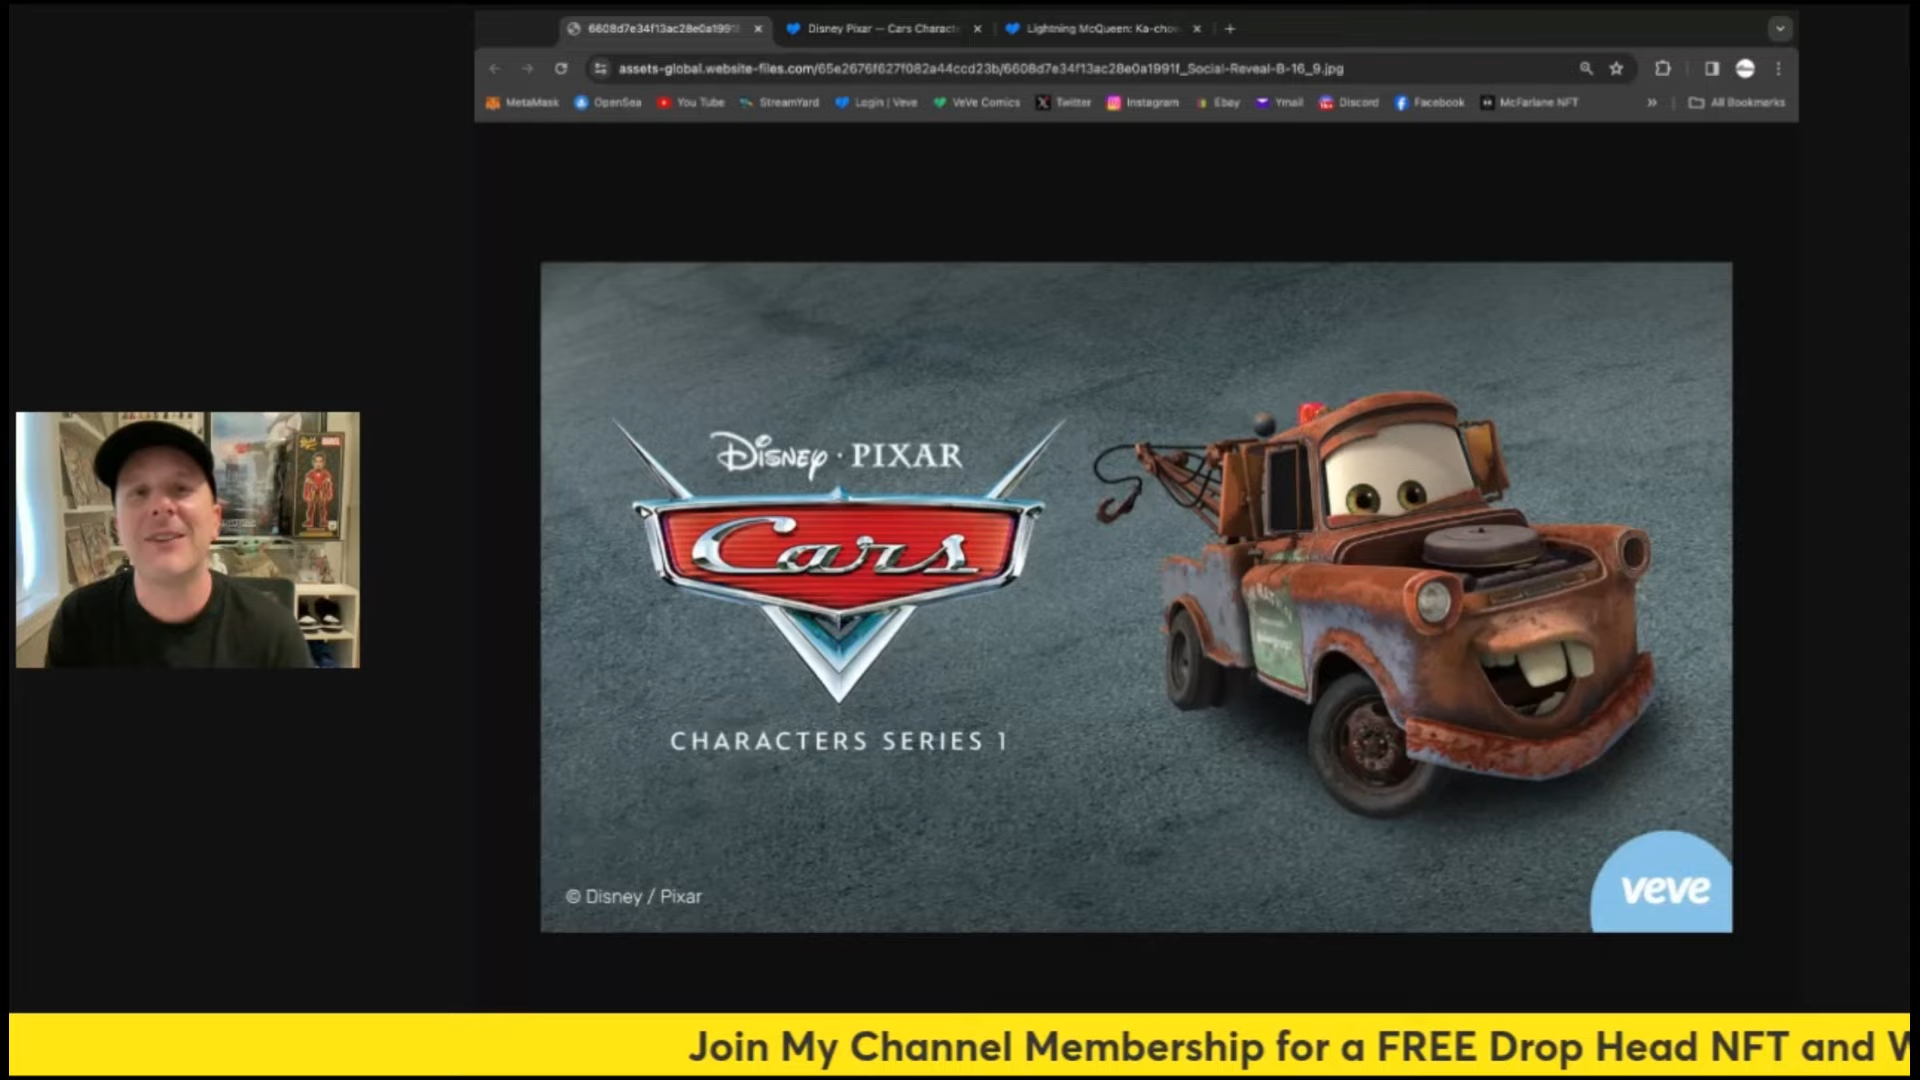 6608d7e34f13ac28e0a1991
Disney Pixar — Cars Charact
Lightning McQueen: Ka-cho
assets-global.website-files.com/65e2676f627f082a44ccd23b/6608d7e34f13ac28e0a1991f_Social-Reveal-B-16_9.jpg
MetaMask OpenSea You Tube StreamYard Login | Veve VeVe Comics Twitter Instagram Ebay Ymail Discord Facebook McFarlane NFT » All Bookmarks
Disney · PIXAR
Cars
CHARACTERS SERIES 1
© Disney / Pixar
veve
Join My Channel Membership for a FREE Drop Head NFT and W